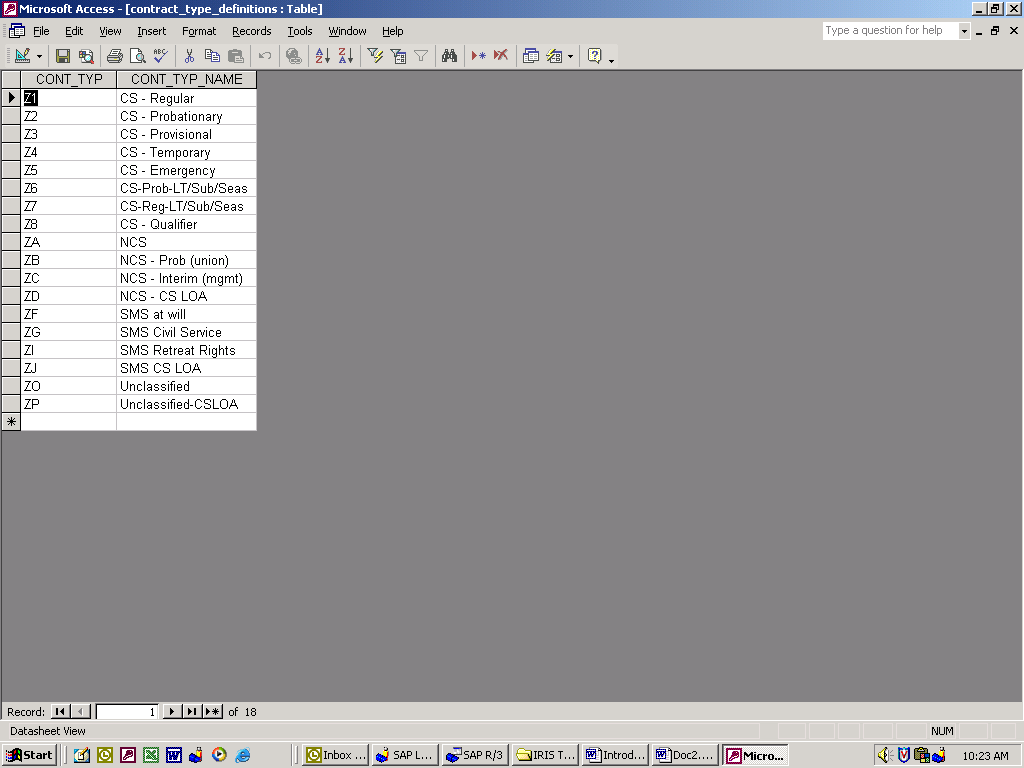 Microsoft Access - [contract_type_definitions : Table]
File Edit View Insert Format Records Tools Window Help Type a question for help
CONT_TYP CONT_TYP_NAME
Z1 CS - Regular
Z2 CS - Probationary
Z3 CS - Provisional
Z4 CS - Temporary
Z5 CS - Emergency
Z6 CS-Prob-LT/Sub/Seas
Z7 CS-Reg-LT/Sub/Seas
Z8 CS - Qualifier
ZA NCS
ZB NCS - Prob (union)
ZC NCS - Interim (mgmt)
ZD NCS - CS LOA
ZF SMS at will
ZG SMS Civil Service
ZI SMS Retreat Rights
ZJ SMS CS LOA
ZO Unclassified
ZP Unclassified-CSLOA
Record: 1 of 18
Datasheet View NUM
Start Inbox ... SAP L... SAP R/3 IRIS T... Introd... Doc2.... Micro... 10:23 AM